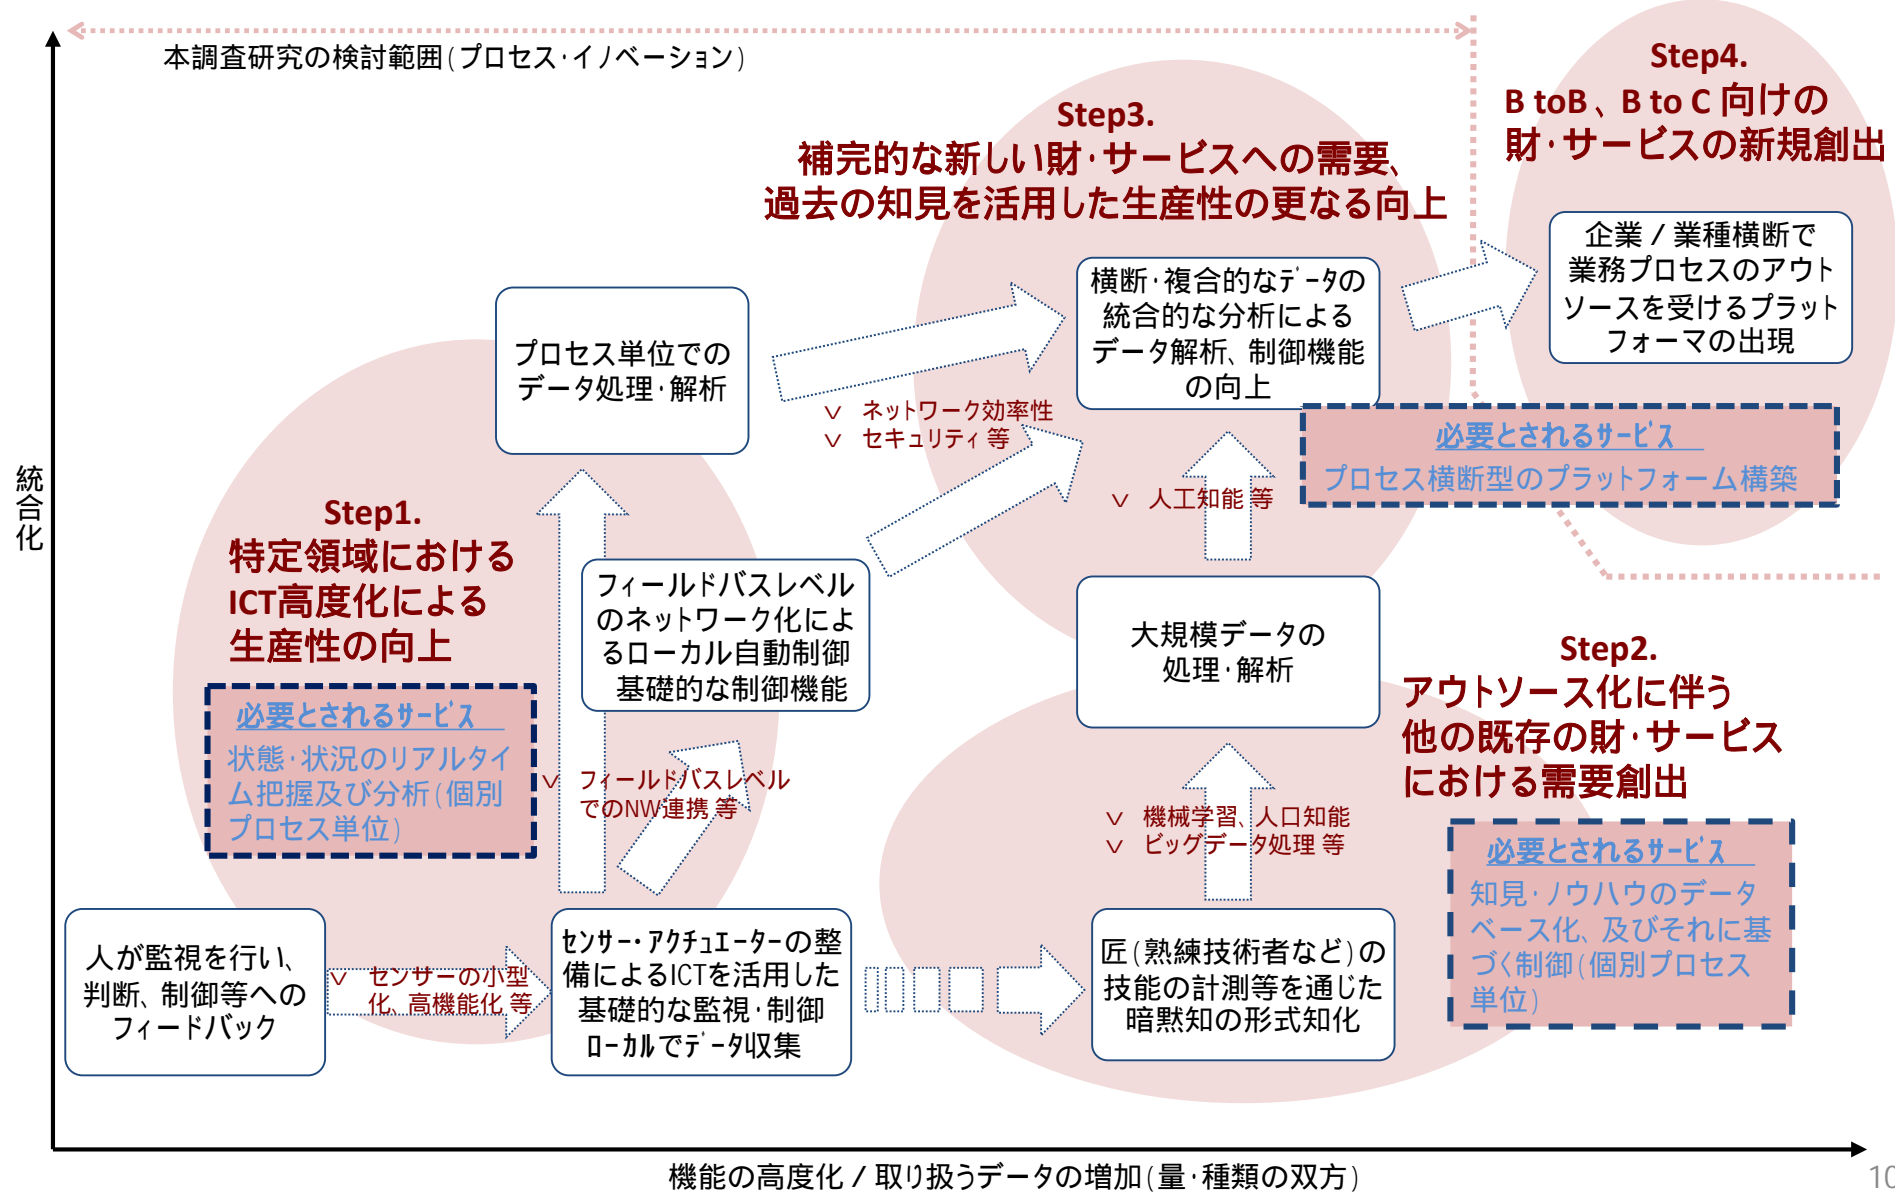 本調査研究の検討範囲(プロセス・イノベーション)
Step4.
B toB、B to C 向けの
財・サービスの新規創出
Step3.
補完的な新しい財・サービスへの需要、
過去の知見を活用した生産性の更なる向上
企業 / 業種横断で
業務プロセスのアウト
ソースを受けるプラット
フォーマの出現
横断・複合的なデータの
統合的な分析による
データ解析、制御機能
の向上
プロセス単位での
データ処理・解析
∨ ネットワーク効率性
∨ セキュリティ 等
必要とされるサービス
プロセス横断型のプラットフォーム構築
∨ 人工知能 等
統合化
Step1.
特定領域における
ICT高度化による
生産性の向上
フィールドバスレベル
のネットワーク化によ
るローカル自動制御
基礎的な制御機能
大規模データの
処理・解析
Step2.
アウトソース化に伴う
他の既存の財・サービス
における需要創出
必要とされるサービス
状態・状況のリアルタイ
ム把握及び分析(個別
プロセス単位)
∨ フィールドバスレベル
でのNW連携 等
∨ 機械学習、人口知能
∨ ビッグデータ処理 等
必要とされるサービス
知見・ノウハウのデータ
ベース化、及びそれに基
づく制御(個別プロセス
単位)
人が監視を行い、
判断、制御等への
フィードバック
∨ センサーの小型
化、高機能化 等
センサー・アクチュエーターの整
備によるICTを活用した
基礎的な監視・制御
ローカルでデータ収集
匠(熟練技術者など)の
技能の計測等を通じた
暗黙知の形式知化
機能の高度化 / 取り扱うデータの増加(量・種類の双方)
10